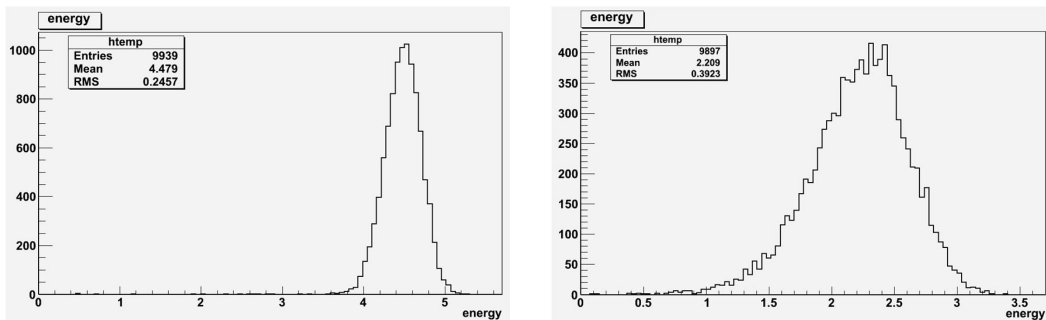 energy
htemp
Entries 9939
Mean 4.479
RMS 0.2457
1000
800
600
400
200
0
0 1 2 3 4 5
energy
energy
htemp
Entries 9897
Mean 2.209
RMS 0.3923
400
350
300
250
200
150
100
50
0
0 0.5 1 1.5 2 2.5 3 3.5
energy